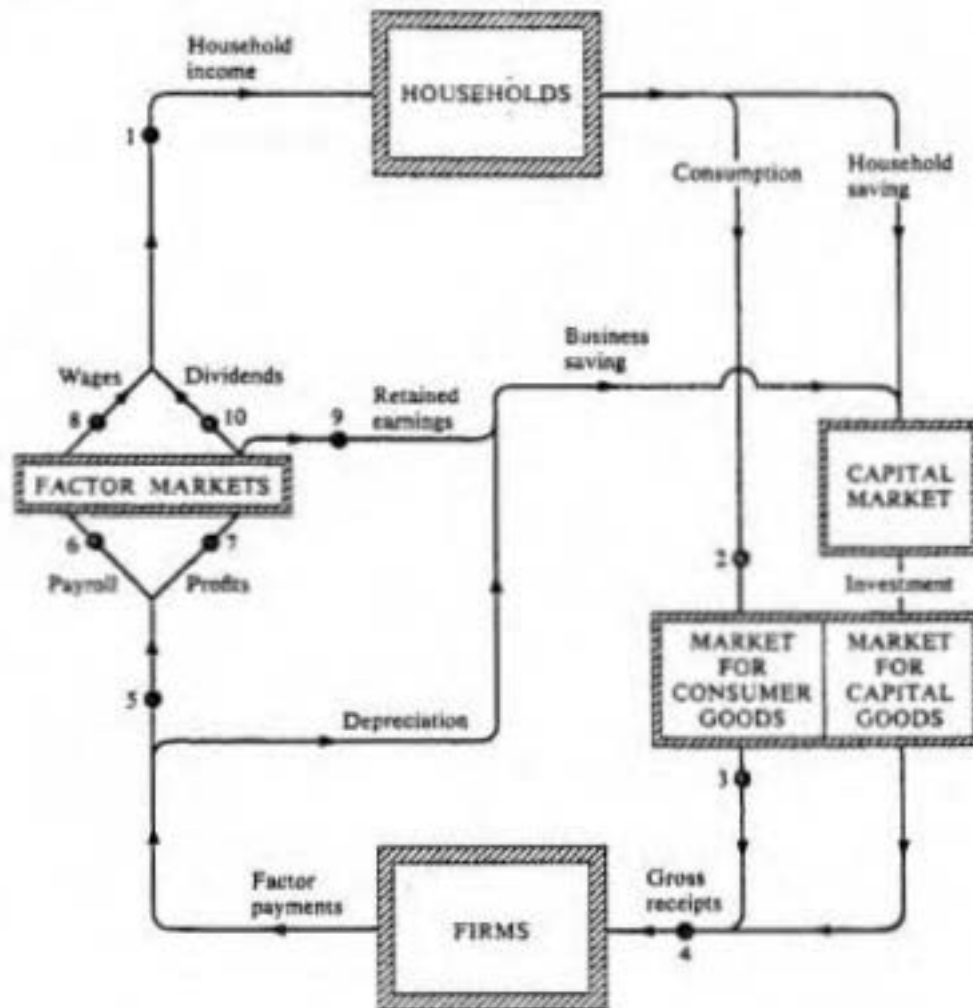 Household
income
HOUSEHOLDS
1
Consumption
Household
saving
Business
saving
Wages
Dividends
8
10
9
Retained
earnings
FACTOR MARKETS
CAPITAL
MARKET
6
7
Payroll
Profits
2
Investment
MARKET
FOR
CONSUMER
GOODS
MARKET
FOR
CAPITAL
GOODS
5
Depreciation
3
Factor
payments
FIRMS
Gross
receipts
4